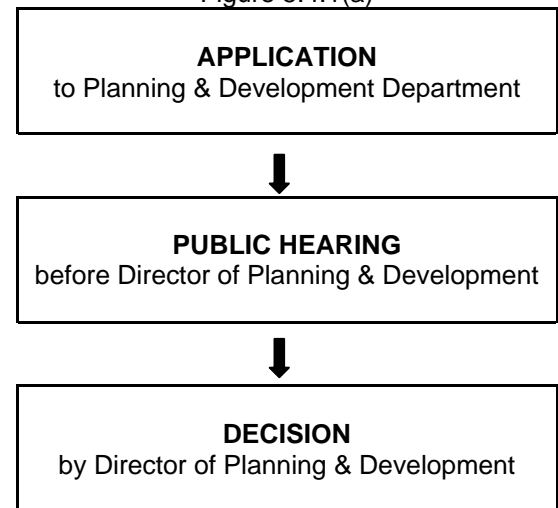 APPLICATION
to Planning & Development Department
PUBLIC HEARING
before Director of Planning & Development
DECISION
by Director of Planning & Development